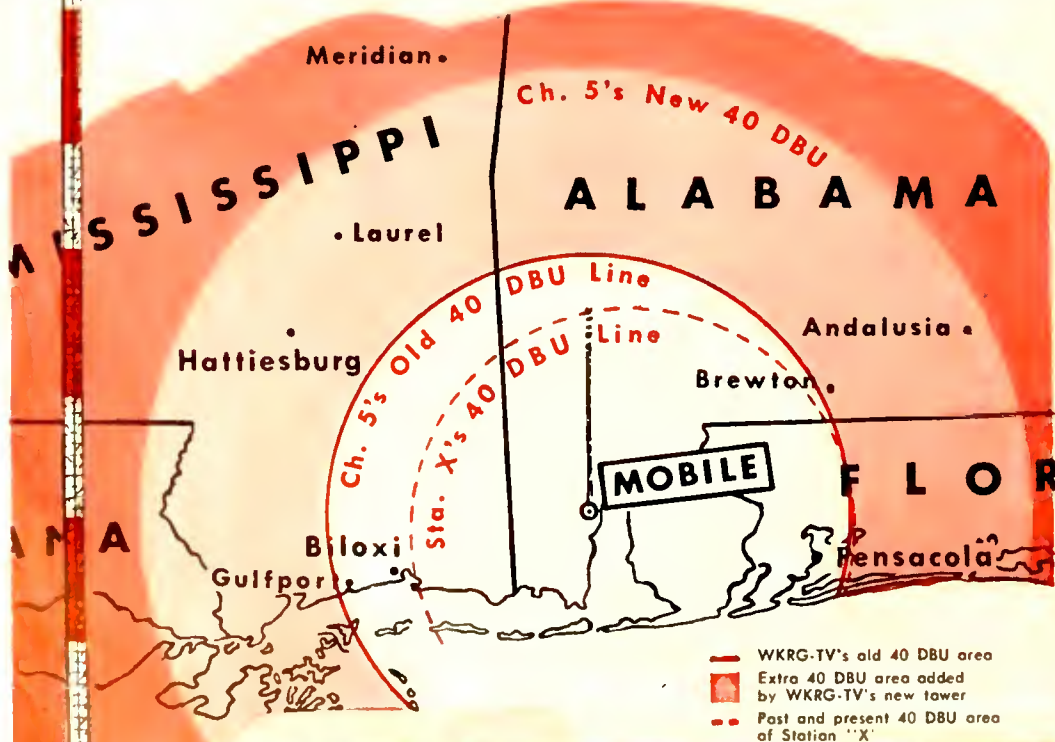 Meridian
Ch. 5's New 40 DBU
MISSISSIPPI
ALABAMA
Laurel
Ch. 5's Old 40 DBU Line
Sta. X's 40 DBU Line
Andalusia
Hattiesburg
Brewton
MOBILE
FLOR
ANA
Biloxi
Pensacola
Gulfpor
WKRG-TV's old 40 DBU area
Extra 40 DBU area added
by WKRG-TV's new tower
Past and present 40 DBU area
of Station "X"